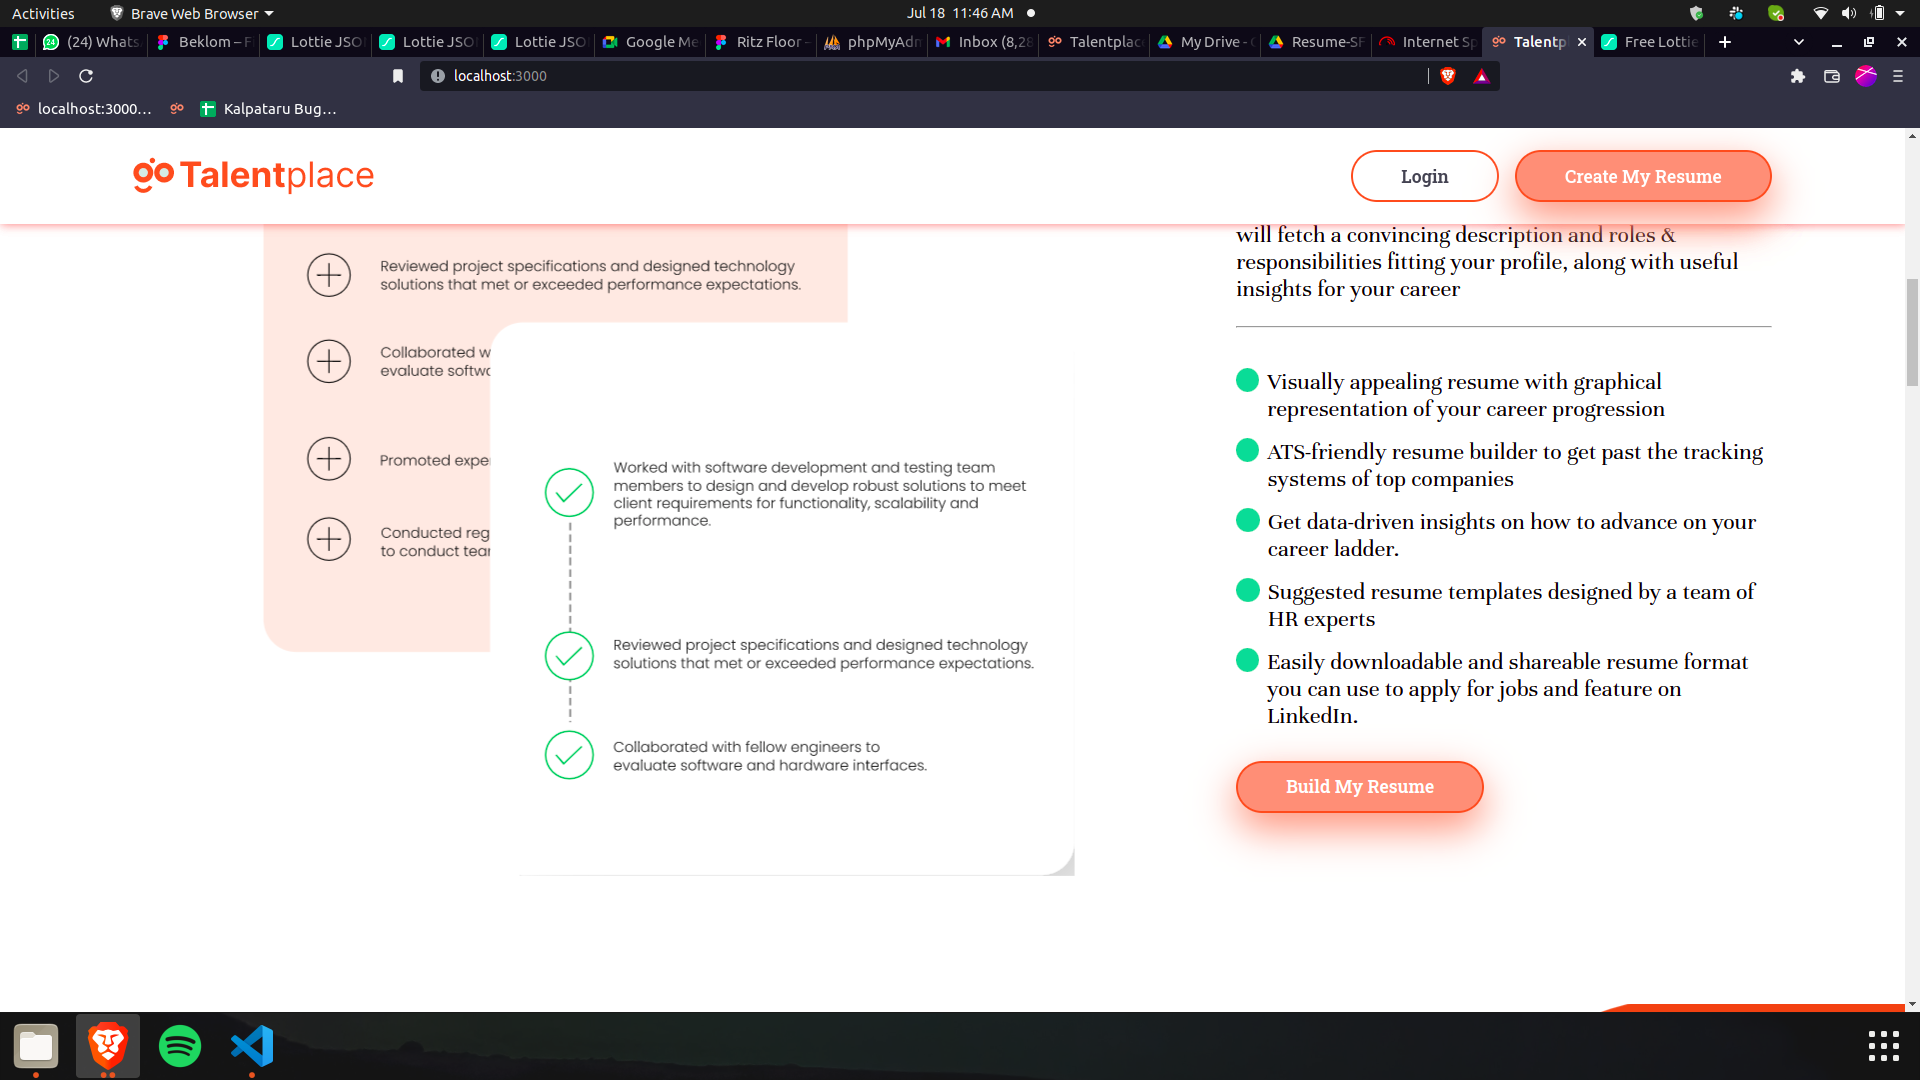 Activities
Brave Web Browser
Jul 18 11:46 AM
(24) Whats
Beklom – F
Lottie JSO
Lottie JSO
Lottie JSO
Google Me
Ritz Floor –
phpMyAdn
Inbox (8,28
Talentplac
My Drive -
Resume-SF
Internet Sp
Talentp
Free Lottie
localhost:3000
localhost:3000...
Kalpataru Bug...
go Talentplace
Login
Create My Resume
Reviewed project specifications and designed technology
solutions that met or exceeded performance expectations.
Collaborated w
evaluate softwo
Promoted expe
Conducted reg
to conduct tear
Worked with software development and testing team
members to design and develop robust solutions to meet
client requirements for functionality, scalability and
performance.
Reviewed project specifications and designed technology
solutions that met or exceeded performance expectations.
Collaborated with fellow engineers to
evaluate software and hardware interfaces.
will fetch a convincing description and roles &
responsibilities fitting your profile, along with useful
insights for your career
Visually appealing resume with graphical
representation of your career progression
ATS-friendly resume builder to get past the tracking
systems of top companies
Get data-driven insights on how to advance on your
career ladder.
Suggested resume templates designed by a team of
HR experts
Easily downloadable and shareable resume format
you can use to apply for jobs and feature on
LinkedIn.
Build My Resume